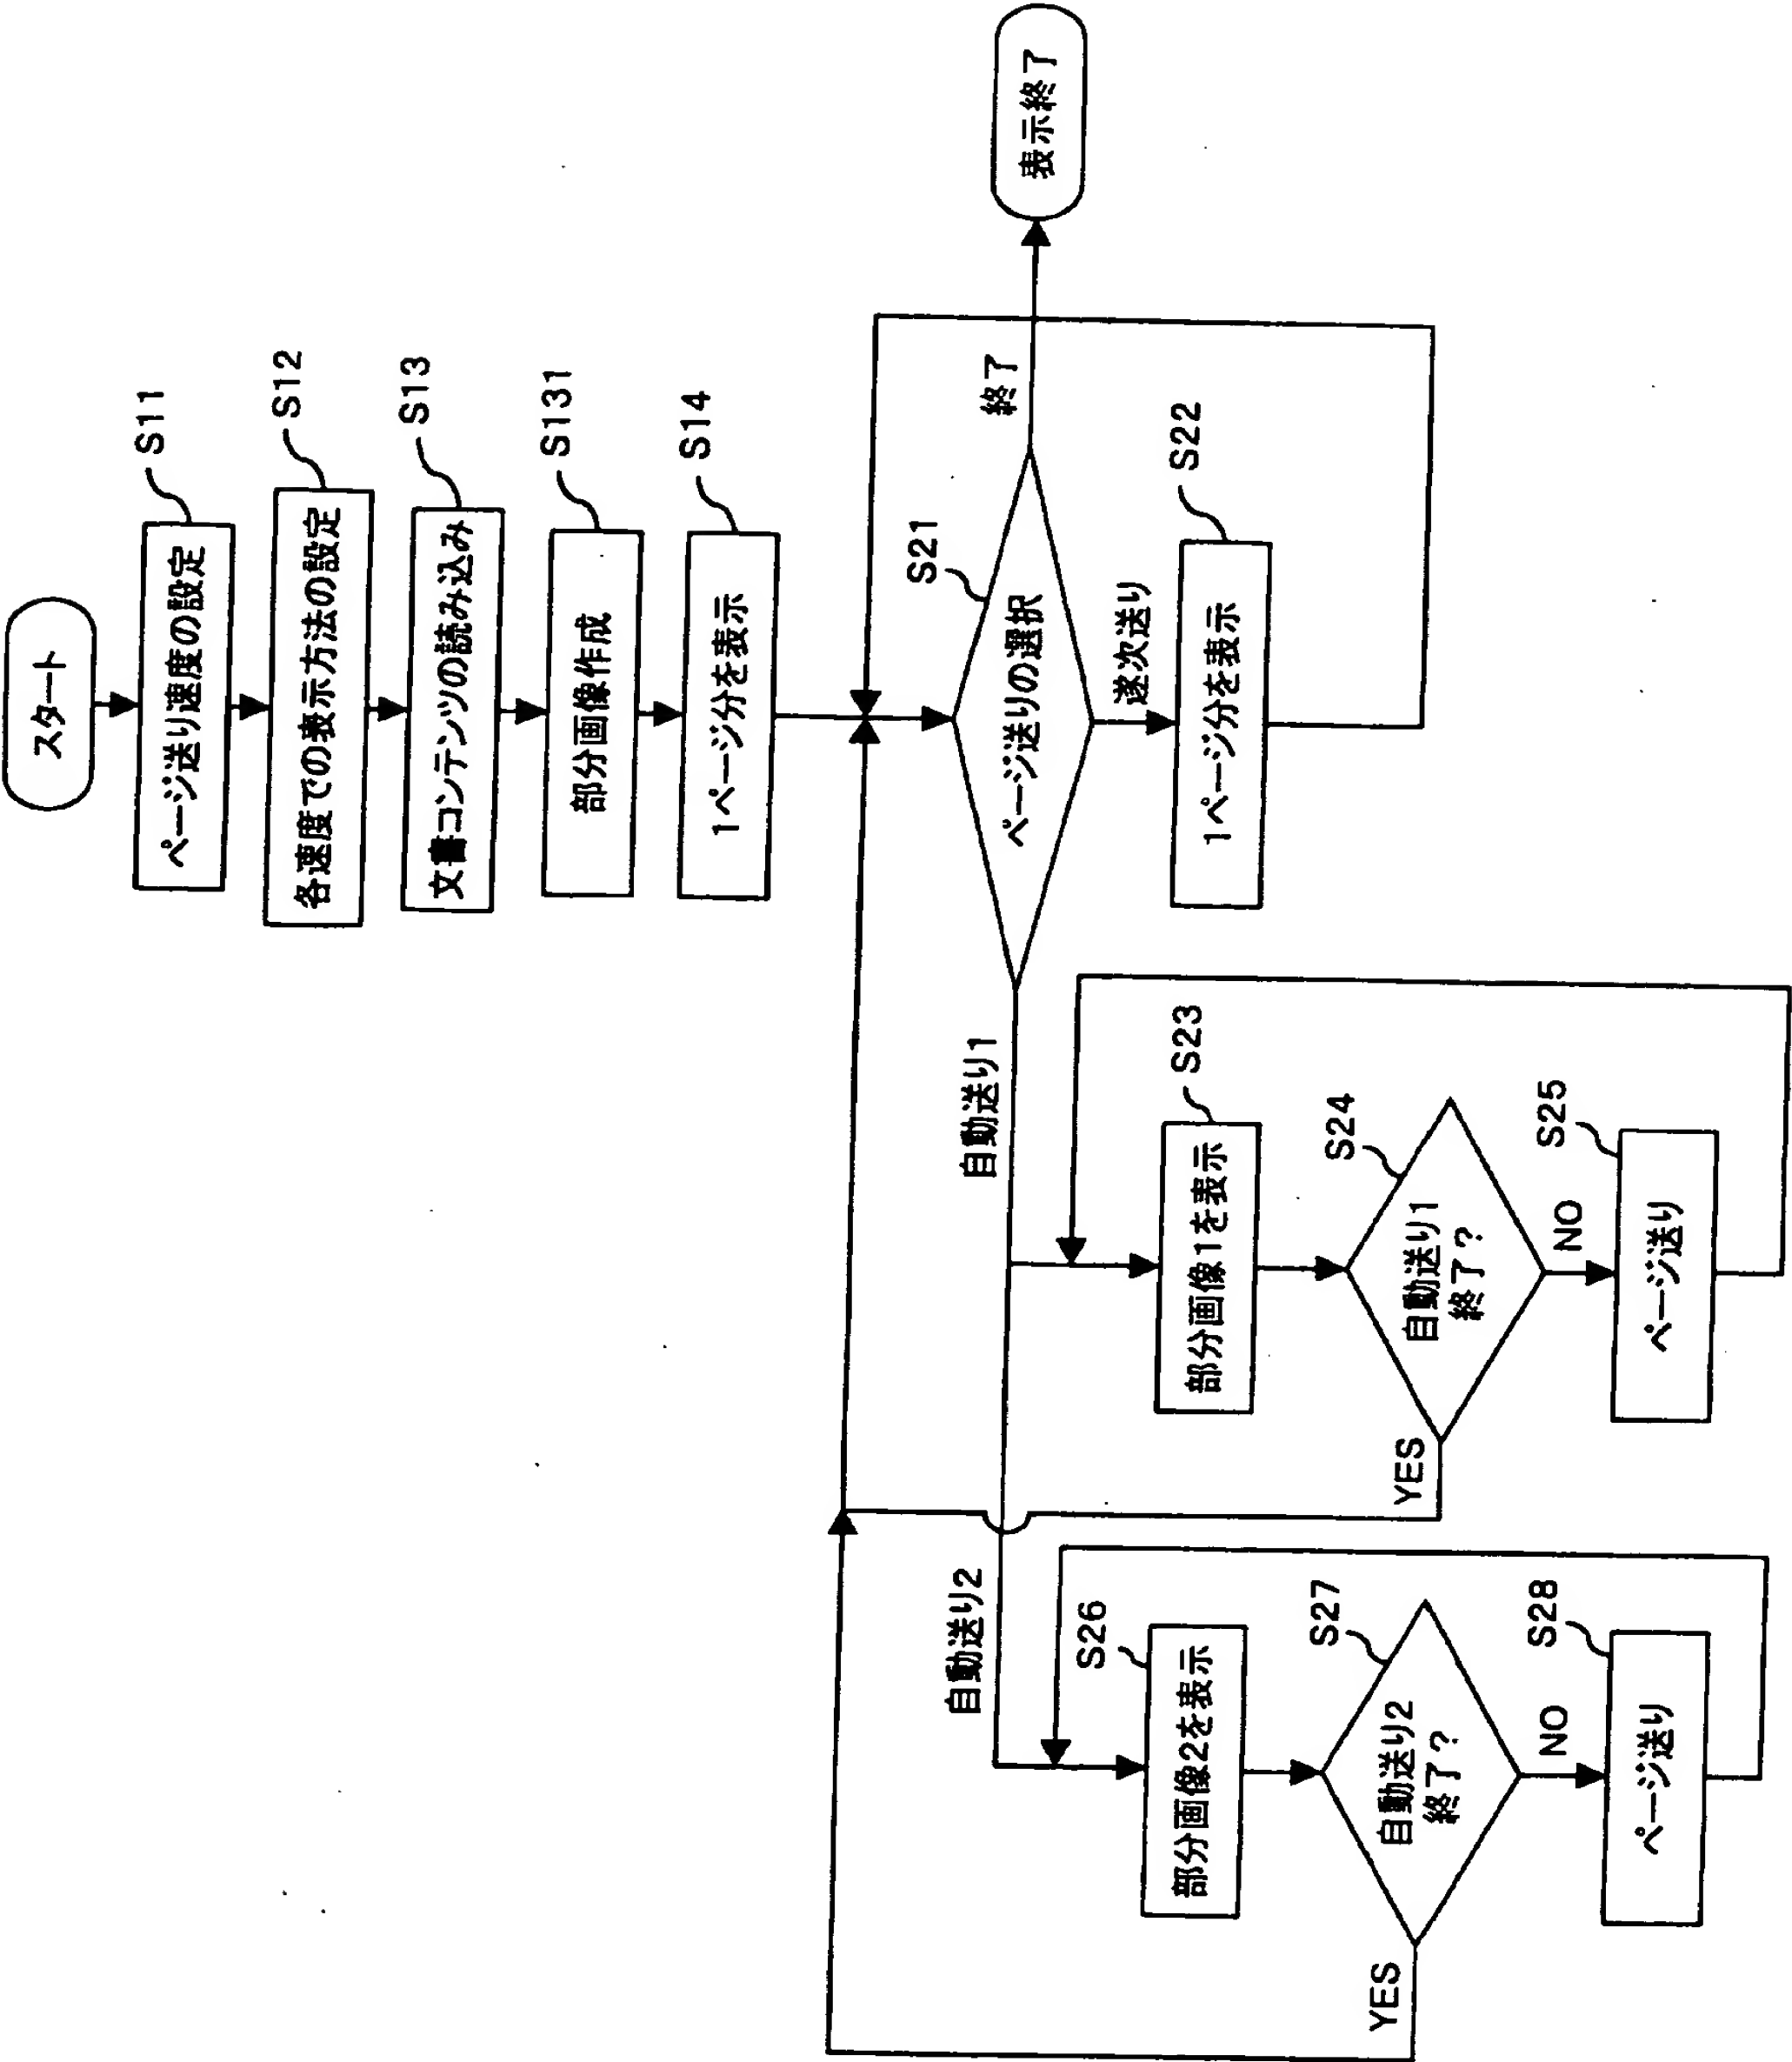 スタート
ページ送り速度の設定
S11
各速度での表示方法の設定
S12
文書コンテンツの読み込み
S13
部分画像作成
S131
1ページ分を表示
S14
ページ送りの選択
S21
終了
表示終了
遂次送り
1ページ分を表示
S22
自動送り1
部分画像1を表示
S23
自動送り1
終了?
S24
YES
NO
ページ送り
S25
自動送り2
部分画像2を表示
S26
自動送り2
終了?
S27
YES
NO
ページ送り
S28